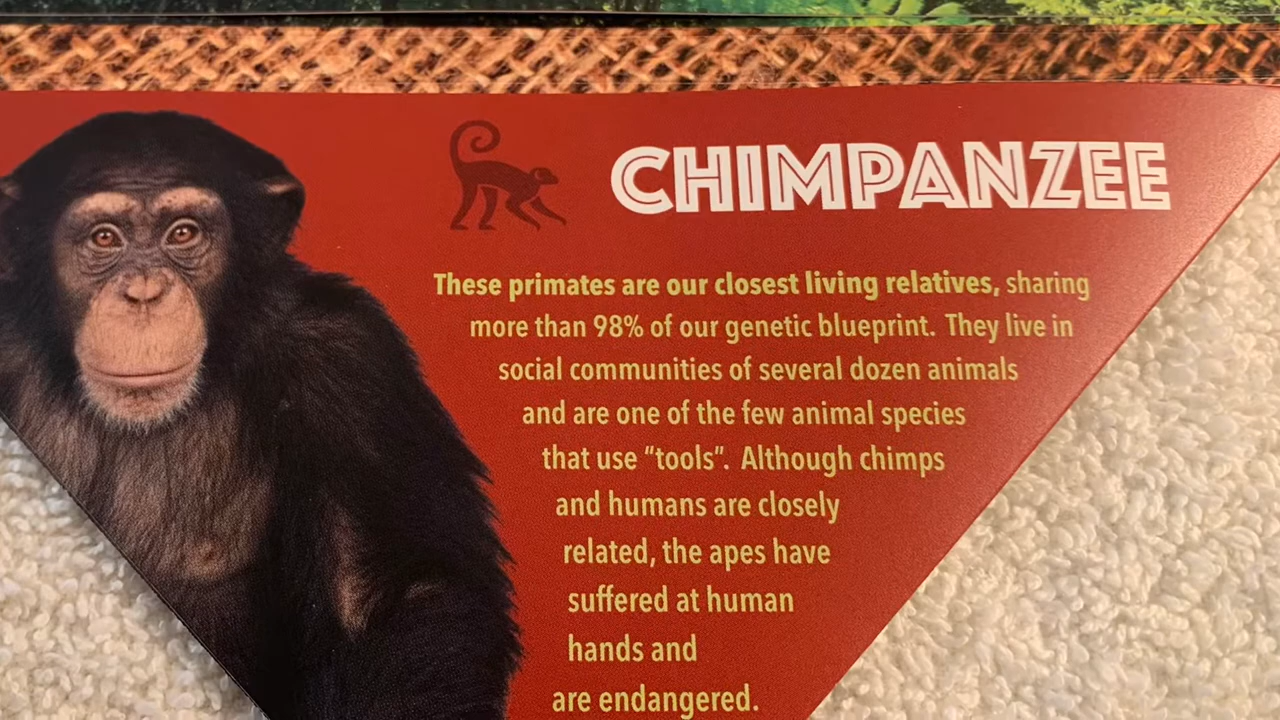 CHIMPANZEE
These primates are our closest living relatives, sharing
more than 98% of our genetic blueprint. They live in
social communities of several dozen animals
and are one of the few animal species
that use “tools”. Although chimps
and humans are closely
related, the apes have
suffered at human
hands and
are endangered.